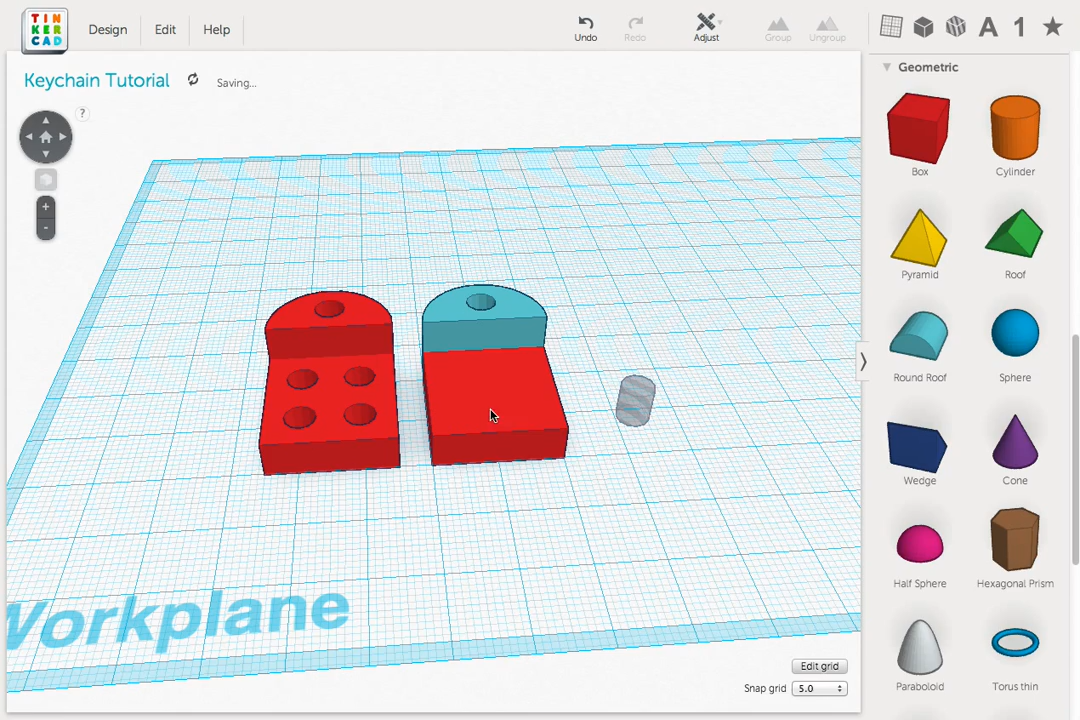 TIN
KER
CAD
Design
Edit
Help
Undo
Redo
Adjust
Group
Ungroup
A
1
Keychain Tutorial
Saving...
?
+
-
Workplane
Edit grid
Snap grid
5.0
Geometric
Box
Cylinder
Pyramid
Roof
Round Roof
Sphere
Wedge
Cone
Half Sphere
Hexagonal Prism
Paraboloid
Torus thin